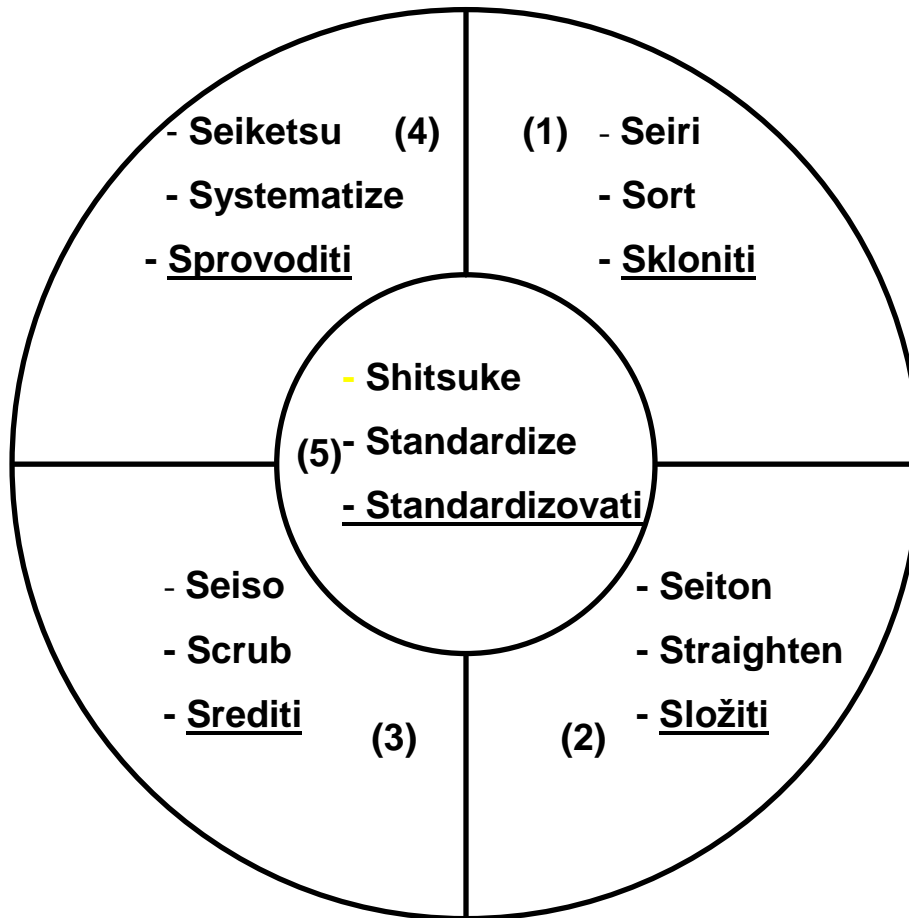 (1) - Seiri
- Sort
- Skloniti
- Seiton
- Straighten
- Složiti
(2)
- Seiso
- Scrub
- Srediti
(3)
- Seiketsu (4)
- Systematize
- Sprovoditi
- Shitsuke
(5) - Standardize
- Standardizovati